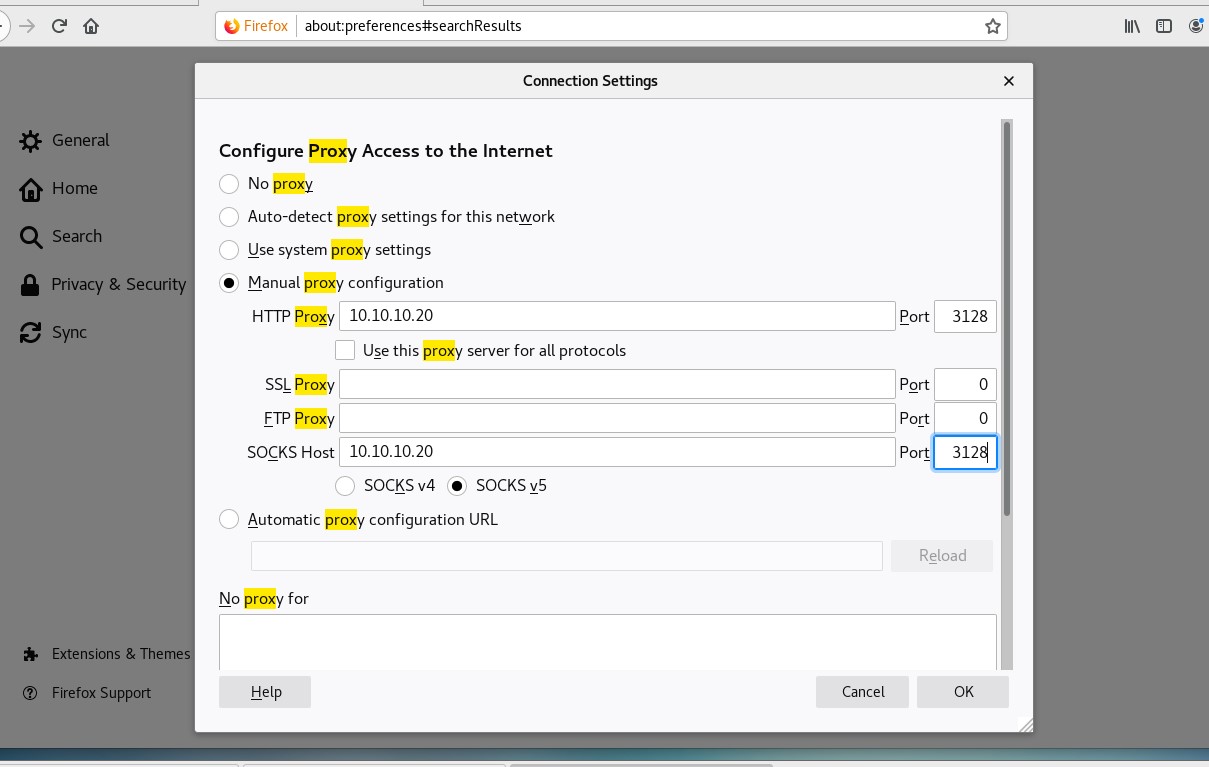 Firefox about:preferences#searchResults
Connection Settings
General
Home
Search
Privacy & Security
Sync
Extensions & Themes
Firefox Support
Configure Proxy Access to the Internet
No proxy
Auto-detect proxy settings for this network
Use system proxy settings
Manual proxy configuration
HTTP Proxy 10.10.10.20 Port 3128
Use this proxy server for all protocols
SSL Proxy Port 0
FTP Proxy Port 0
SOCKS Host 10.10.10.20 Port 3128
SOCKS v4 SOCKS v5
Automatic proxy configuration URL
Reload
No proxy for
Help Cancel OK